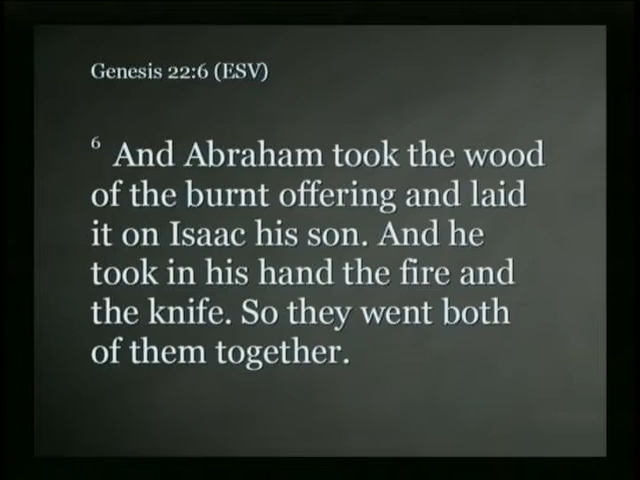 Genesis 22:6 (ESV)
6 And Abraham took the wood
of the burnt offering and laid
it on Isaac his son. And he
took in his hand the fire and
the knife. So they went both
of them together.